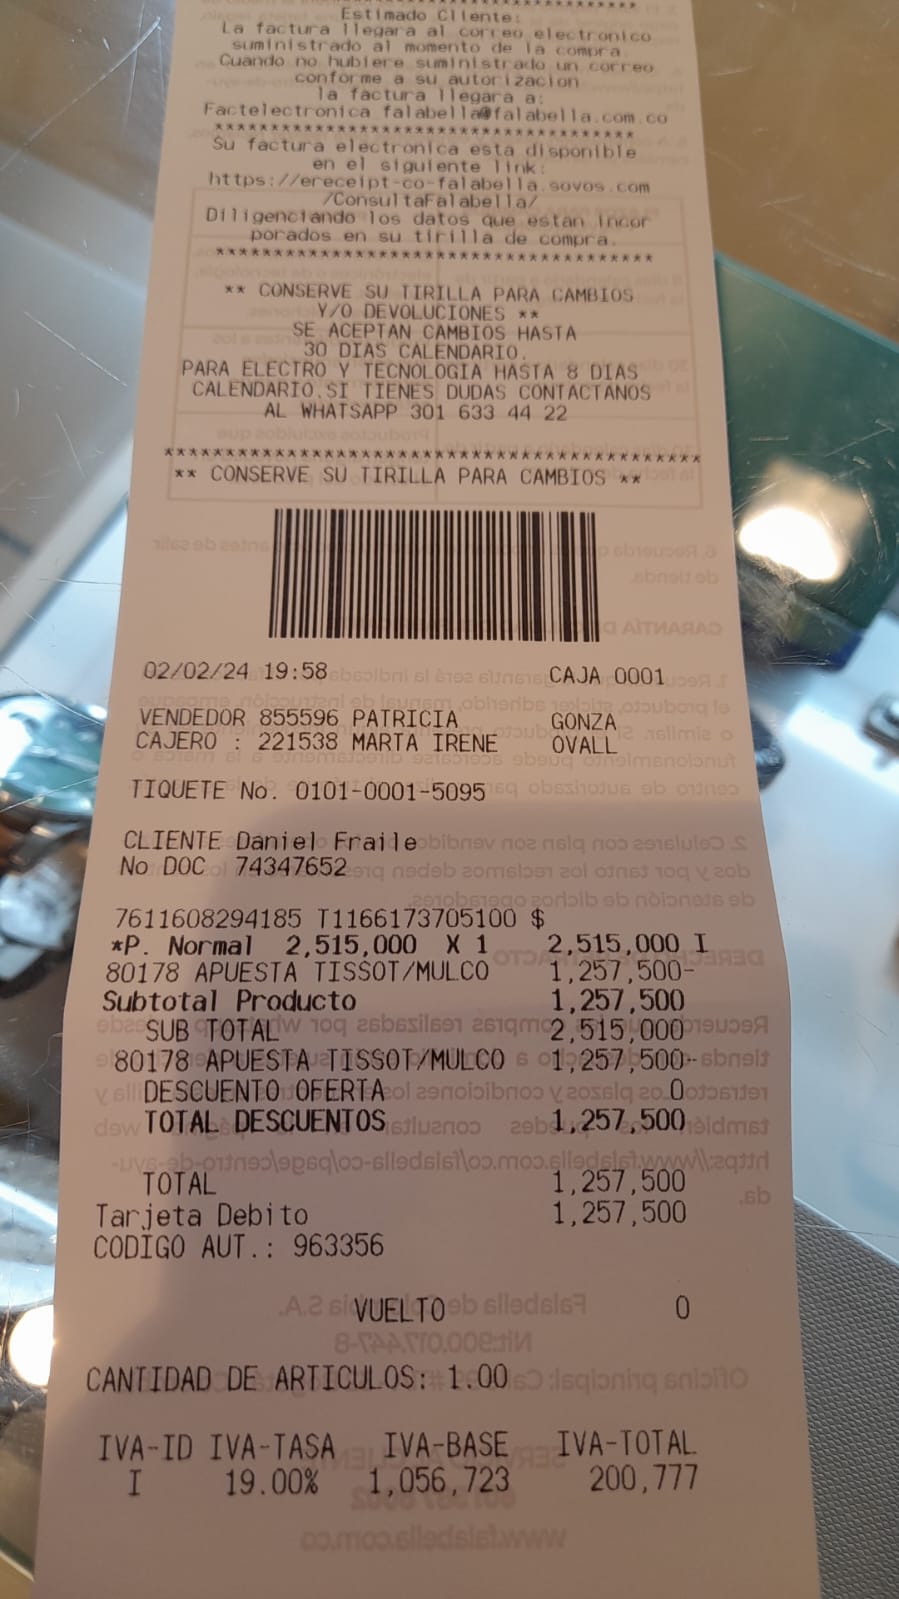 Estimado Cliente:
La factura llegara al correo electronico
suministrado al momento de la compra.
Cuando no hubiere suministrado un correo
conforme a su autorizacion
la factura llegara a:
Factelectronica falabella@falabella.com.co
****************************************
Su factura electronica esta disponible
en el siguiente link:
https://ereceipt-co-falabella.sovos.com
/ConsultaFalabella/
Diligenciando los datos que estan incor
porados en su tirilla de compra.
****************************************
** CONSERVE SU TIRILLA PARA CAMBIOS
Y/O DEVOLUCIONES **
SE ACEPTAN CAMBIOS HASTA
30 DIAS CALENDARIO.
PARA ELECTRO Y TECNOLOGIA HASTA 8 DIAS
CALENDARIO.SI TIENES DUDAS CONTACTANOS
AL WHATSAPP 301 633 44 22
****************************************
** CONSERVE SU TIRILLA PARA CAMBIOS **
02/02/24 19:58 CAJA 0001
VENDEDOR 855596 PATRICIA GONZA
CAJERO : 221538 MARTA IRENE OVALL
TIQUETE No. 0101-0001-5095
CLIENTE Daniel Fraile
No DOC 74347652
7611608294185 T1166173705100 $
*P. Normal 2,515,000 X 1 2,515,000 I
80178 APUESTA TISSOT/MULCO 1,257,500-
Subtotal Producto 1,257,500
SUB TOTAL 2,515,000
80178 APUESTA TISSOT/MULCO 1,257,500-
DESCUENTO OFERTA 0
TOTAL DESCUENTOS 1,257,500
TOTAL 1,257,500
Tarjeta Debito 1,257,500
CODIGO AUT.: 963356
VUELTO 0
CANTIDAD DE ARTICULOS: 1.00
IVA-ID IVA-TASA IVA-BASE IVA-TOTAL
I 19.00% 1,056,723 200,777